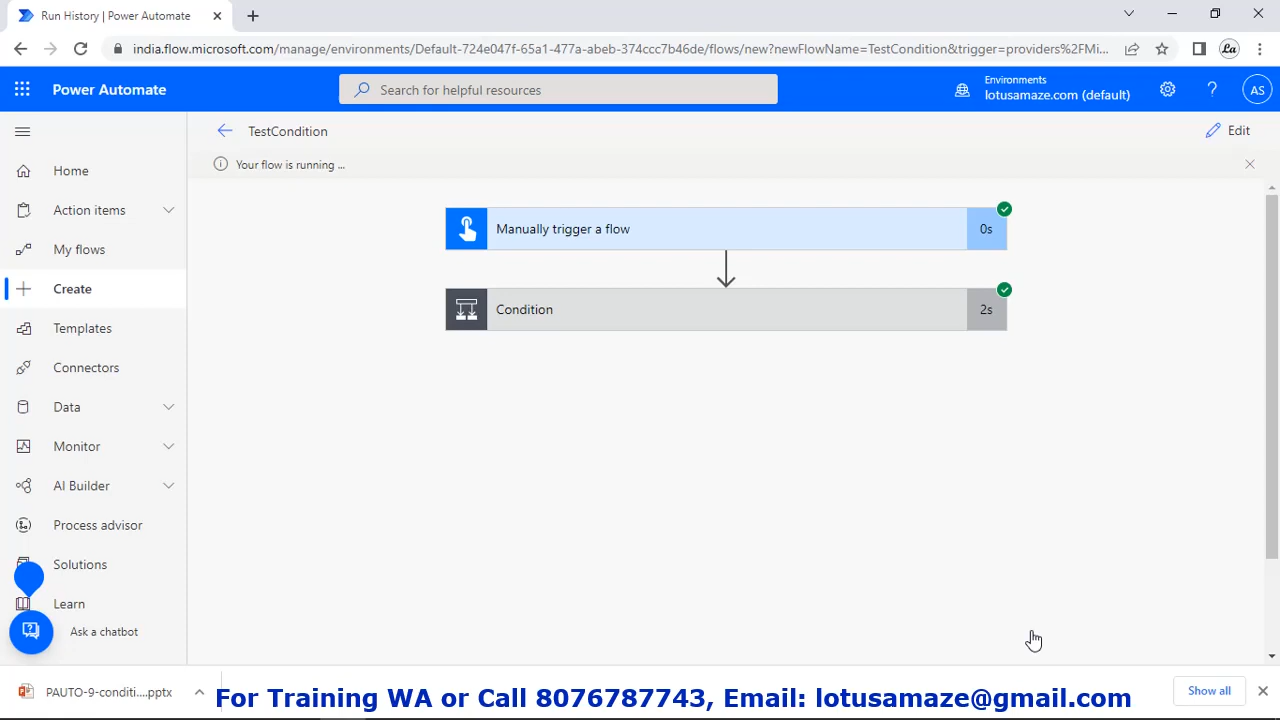 Run History | Power Automate
india.flow.microsoft.com/manage/environments/Default-724e047f-65a1-477a-abeb-374ccc7b46de/flows/new?newFlowName=TestCondition&trigger=providers%2FMi...
Power Automate
Search for helpful resources
Environments
lotusamaze.com (default)
AS
TestCondition
Edit
Your flow is running ...
Home
Action items
My flows
Create
Templates
Connectors
Data
Monitor
AI Builder
Process advisor
Solutions
Learn
Ask a chatbot
Manually trigger a flow
0s
Condition
2s
PAUTO-9-conditi....pptx
Show all
For Training WA or Call 8076787743, Email: lotusamaze@gmail.com